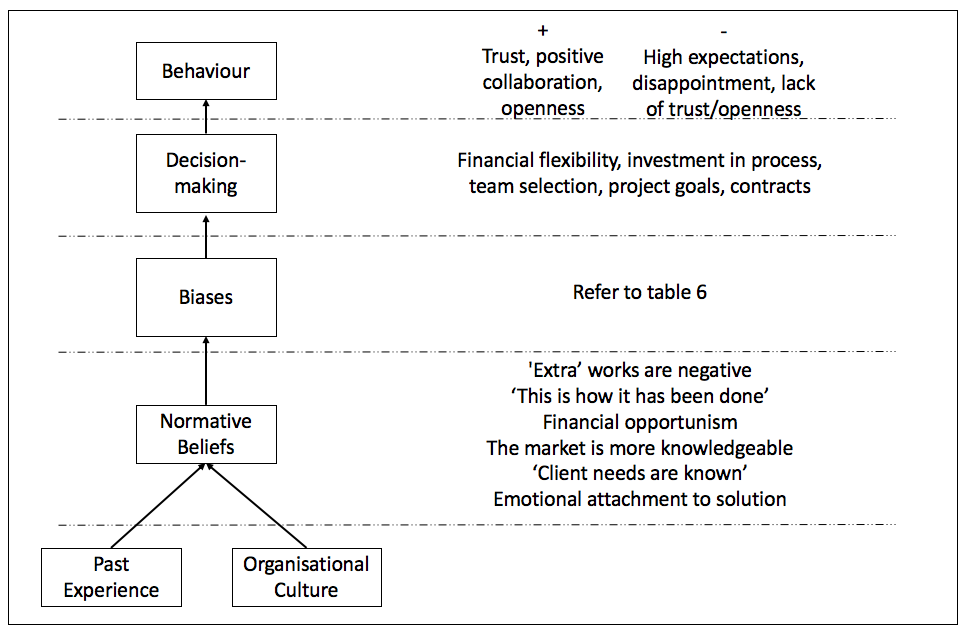 +
-
Behaviour
Trust, positive
collaboration,
openness
High expectations,
disappointment, lack
of trust/openness
Decision-
making
Financial flexibility, investment in process,
team selection, project goals, contracts
Biases
Refer to table 6
Normative
Beliefs
'Extra’ works are negative
‘This is how it has been done’
Financial opportunism
The market is more knowledgeable
‘Client needs are known’
Emotional attachment to solution
Past
Experience
Organisational
Culture